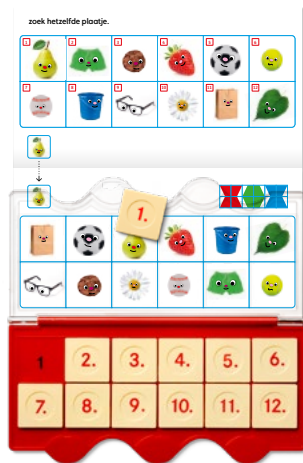 zoek hetzelfde plaatje.
1 2 3 4 5 6
7 8 9 10 11 12
1.
1 2. 3. 4. 5. 6.
7. 8. 9. 10. 11. 12.